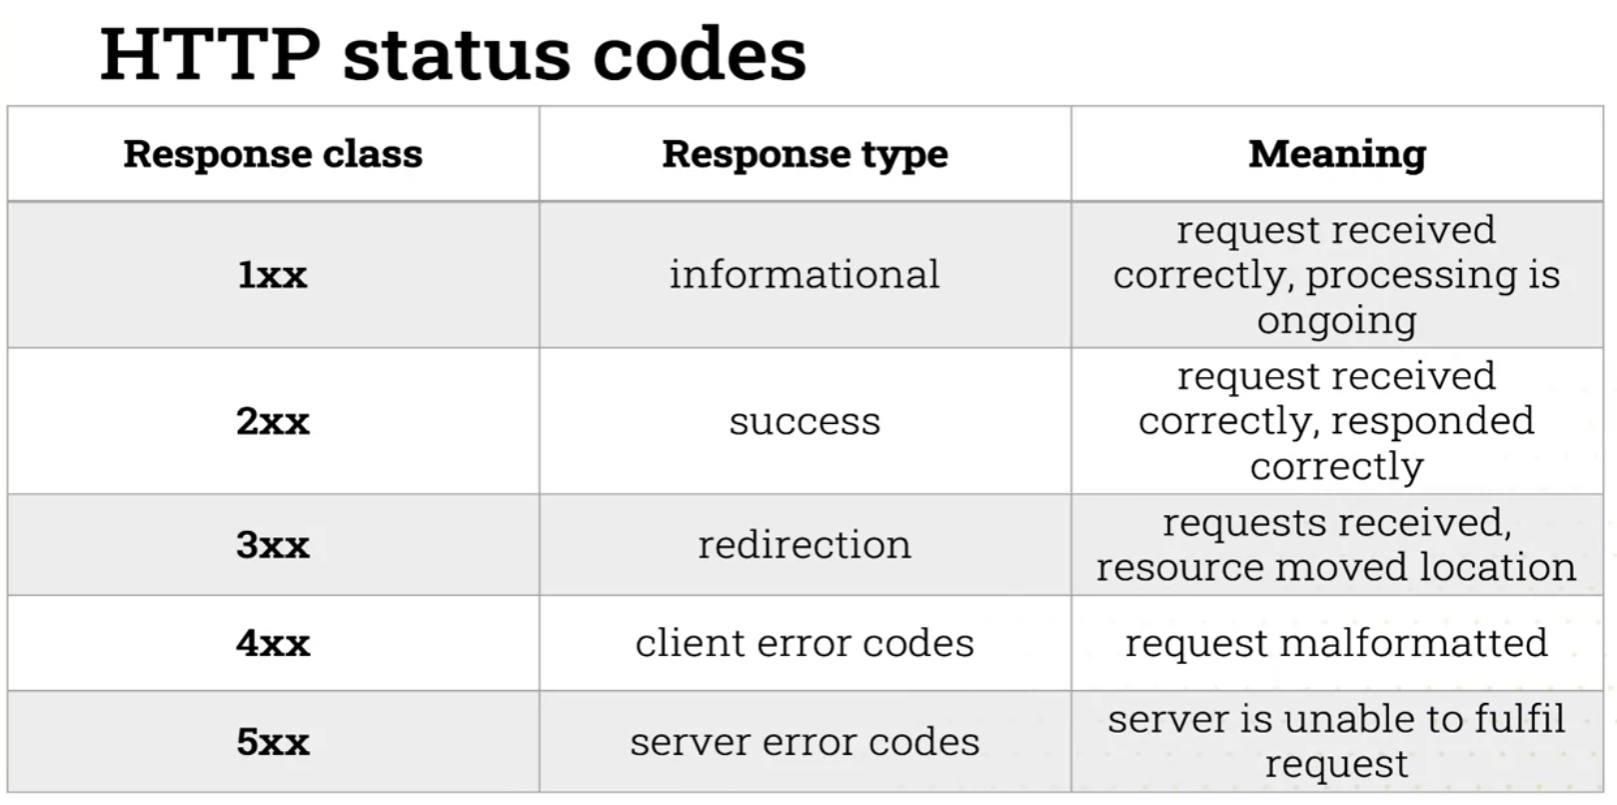 HTTP status codes
Response class
Response type
Meaning
1xx
informational
request received
correctly, processing is
ongoing
2xx
success
request received
correctly, responded
correctly
3xx
redirection
requests received,
resource moved location
4xx
client error codes
request malformatted
5xx
server error codes
server is unable to fulfil
request